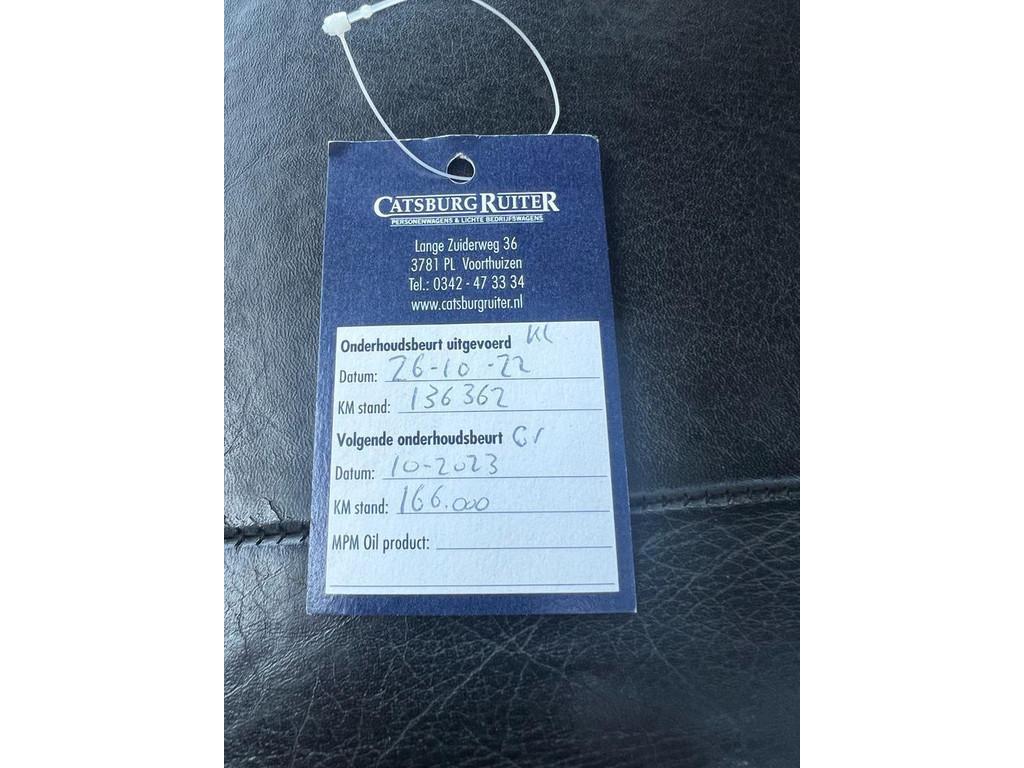 CATSBURG RUITER
PERSONENWAGENS & LICHTE BEDRIJFSWAGENS
Lange Zuiderweg 36
3781 PL Voorthuizen
Tel.: 0342 - 47 33 34
www.catsburgruiter.nl
Onderhoudsbeurt uitgevoerd KL
Datum: 26-10-22
KM stand: 136362
Volgende onderhoudsbeurt Gr
Datum: 10-2023
KM stand: 166.000
MPM Oil product: